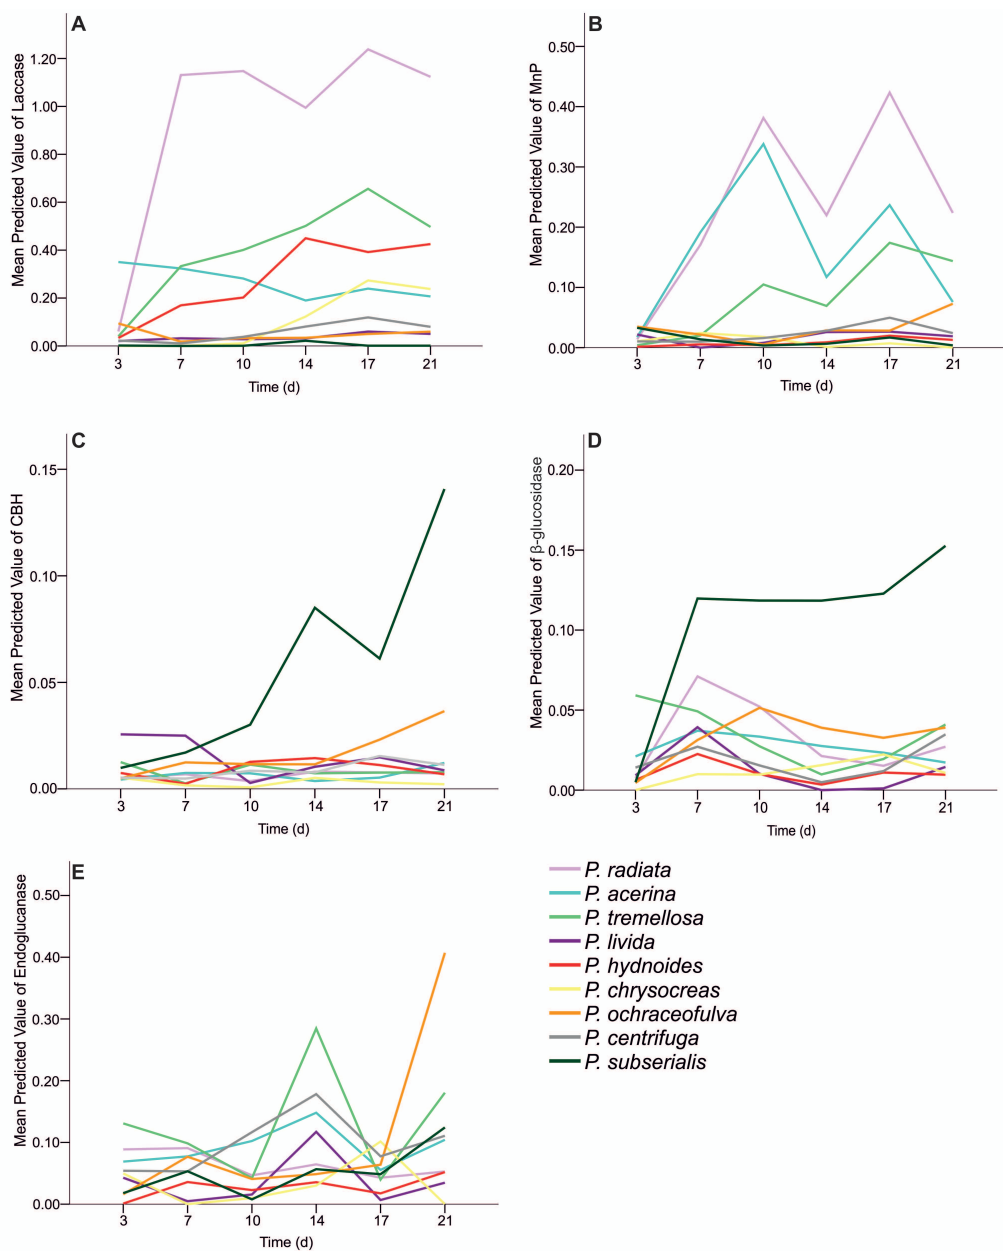 A
Mean Predicted Value of Laccase
1.20
1.00
0.80
0.60
0.40
0.20
0.00
3 7 10 14 17 21
Time (d)
B
Mean Predicted Value of MnP
0.50
0.40
0.30
0.20
0.10
0.00
3 7 10 14 17 21
Time (d)
C
Mean Predicted Value of CBH
0.15
0.10
0.05
0.00
3 7 10 14 17 21
Time (d)
D
Mean Predicted Value of β-glucosidase
0.20
0.15
0.10
0.05
0.00
3 7 10 14 17 21
Time (d)
E
Mean Predicted Value of Endoglucanase
0.50
0.40
0.30
0.20
0.10
0.00
3 7 10 14 17 21
Time (d)
P. radiata
P. acerina
P. tremellosa
P. livida
P. hydnoides
P. chrysocreas
P. ochraceofulva
P. centrifuga
P. subserialis